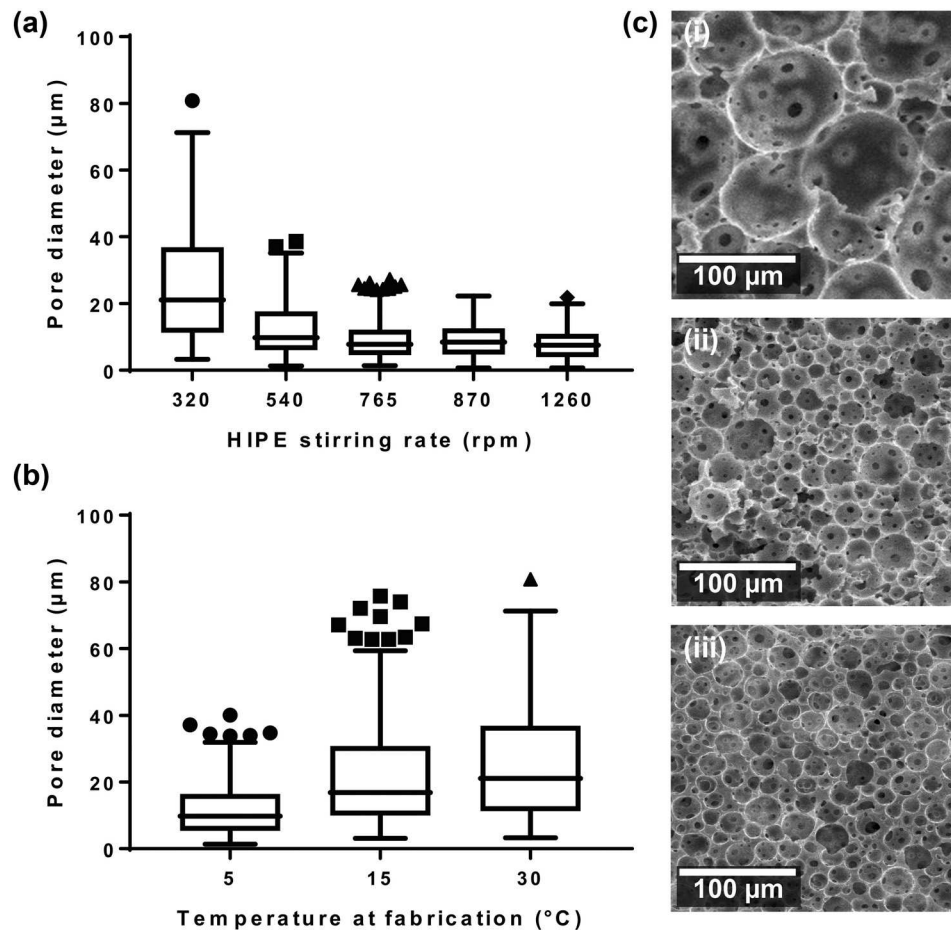 (a)
100
80
60
40
20
0
Pore diameter (µm)
320 540 765 870 1260
HIPE stirring rate (rpm)
(b)
100
80
60
40
20
0
Pore diameter (µm)
5 15 30
Temperature at fabrication (°C)
(c)
(i)
100 µm
(ii)
100 µm
(iii)
100 µm